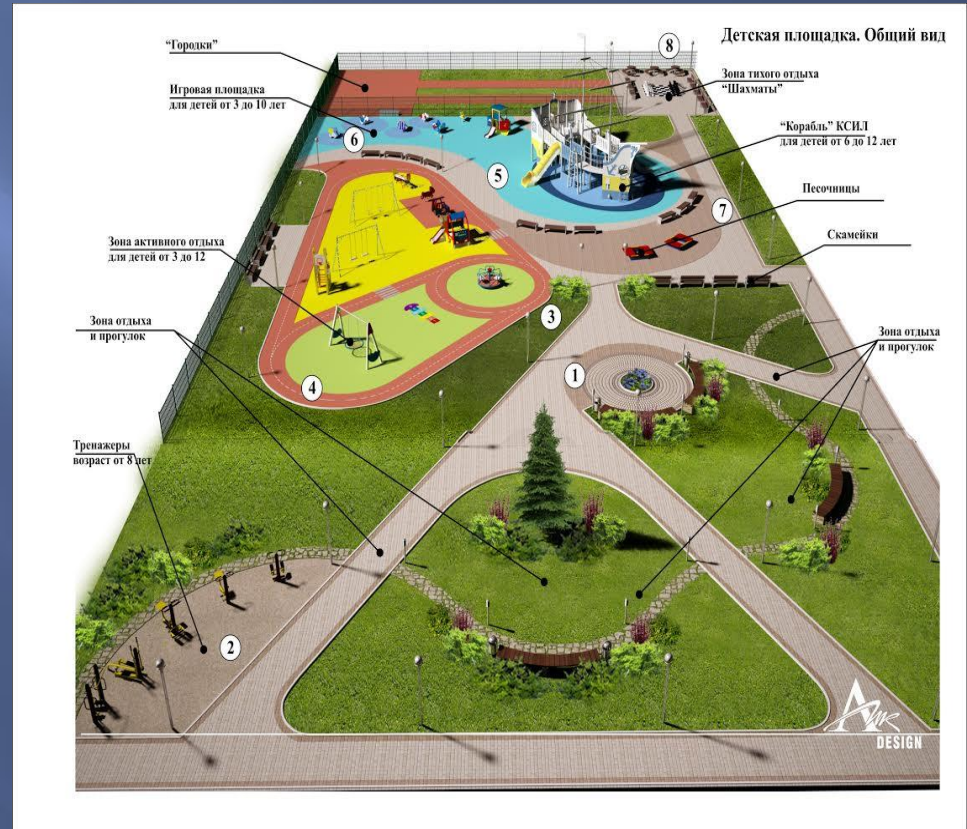 Детская площадка. Общий вид
“Городки”
8
Зона тихого отдыха
“Шахматы”
Игровая площадка
для детей от 3 до 10 лет
6
“Корабль” КСИЛ
для детей от 6 до 12 лет
5
Песочницы
7
Скамейки
Зона активного отдыха
для детей от 3 до 12
3
Зона отдыха
и прогулок
Зона отдыха
и прогулок
1
4
Тренажеры
возраст от 8 лет
2
DESIGN